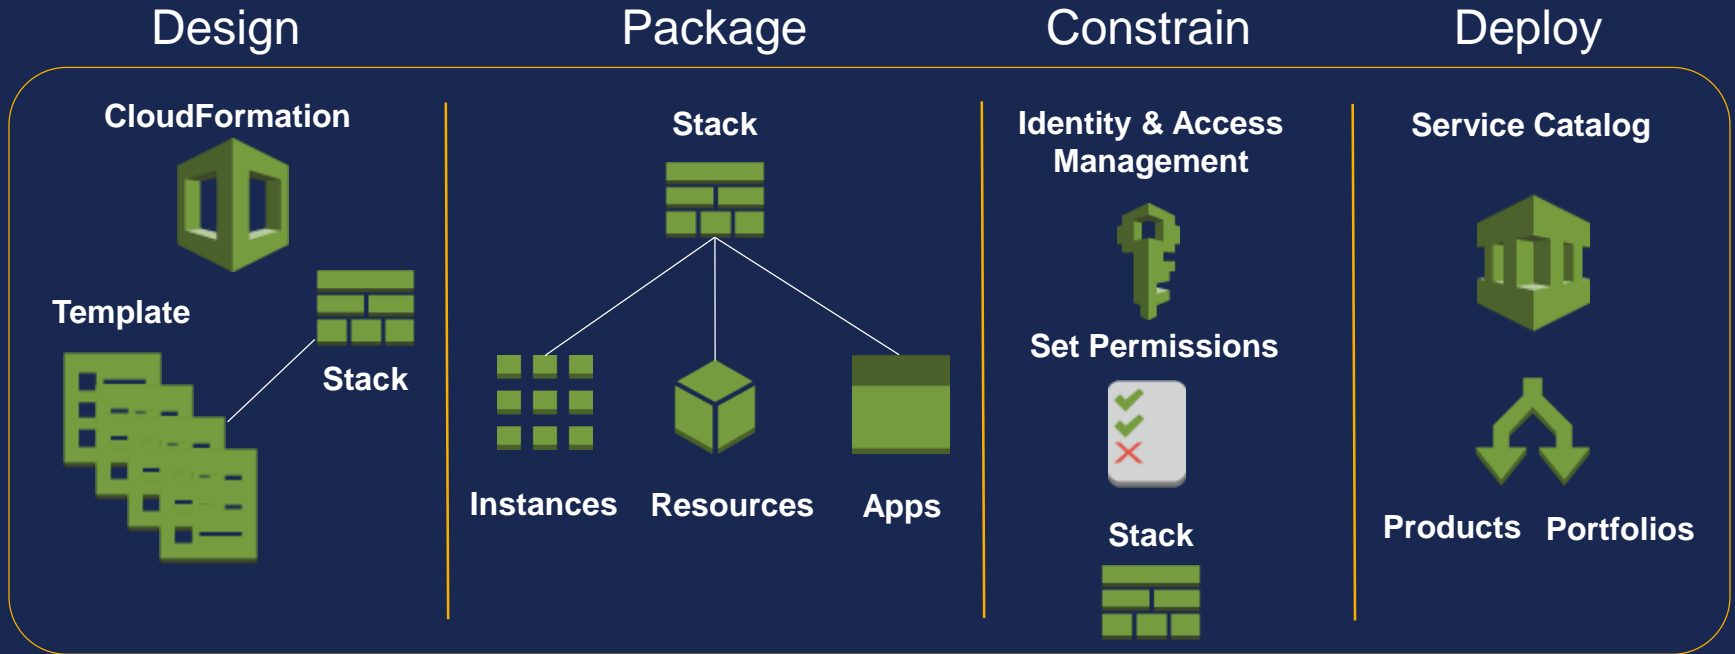 Design
Package
Constrain
Deploy
CloudFormation
Template
Stack
Stack
Instances
Resources
Apps
Identity & Access
Management
Set Permissions
Stack
Service Catalog
Products
Portfolios